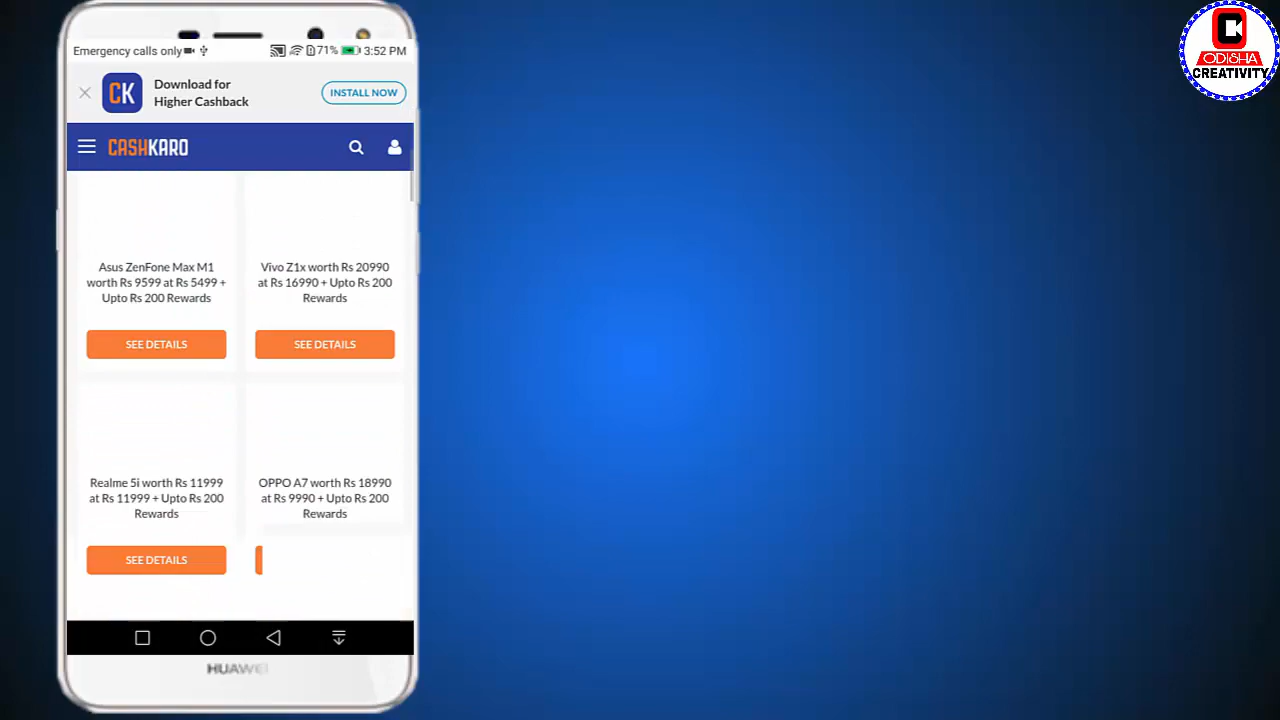 Emergency calls only
71%
3:52 PM
CK
Download for
Higher Cashback
INSTALL NOW
CASHKARO
Asus ZenFone Max M1
worth Rs 9599 at Rs 5499 +
Upto Rs 200 Rewards
Vivo Z1x worth Rs 20990
at Rs 16990 + Upto Rs 200
Rewards
SEE DETAILS
SEE DETAILS
Realme 5i worth Rs 11999
at Rs 11999 + Upto Rs 200
Rewards
OPPO A7 worth Rs 18990
at Rs 9990 + Upto Rs 200
Rewards
SEE DETAILS
HUAWEI
ODISHA
CREATIVITY